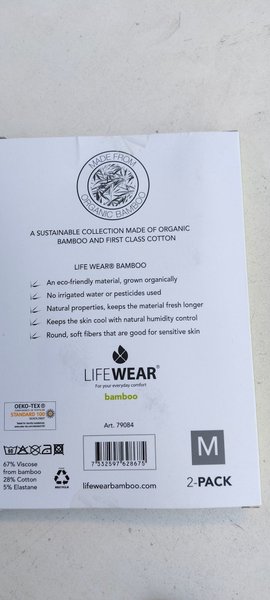 MADE FROM
ORGANIC BAMBOO
A SUSTAINABLE COLLECTION MADE OF ORGANIC
BAMBOO AND FIRST CLASS COTTON
LIFE WEAR® BAMBOO
An eco-friendly material, grown organically
No irrigated water or pesticides used
Natural properties, keeps the material fresh longer
Keeps the skin cool with natural humidity control
Round, soft fibers that are good for sensitive skin
LIFEWEAR®
For your everyday comfort
bamboo
OEKO-TEX®
STANDARD 100
Art. 79084
7 332597 628675
M
67% Viscose
from bamboo
28% Cotton
5% Elastane
lifewearbamboo.com
2-PACK